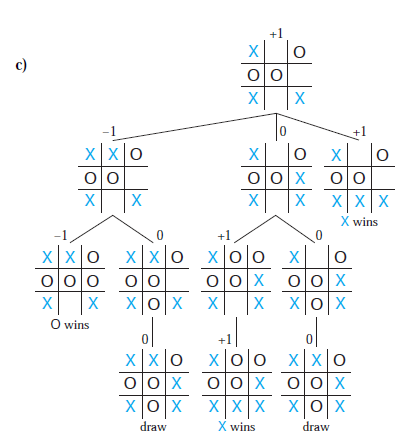 +1
X O
c)
O O
X X
-1 0 +1
X X O X O X O
O O O O X O O
X X X X X X X
X wins
-1 0 +1 0
X X O X X O X O O X O
O O O O O O O X O O X
X X X O X X X X O X
O wins
0 +1 0
X X O X O O X X O
O O X O O X O O X
X O X X X X X O X
draw X wins draw